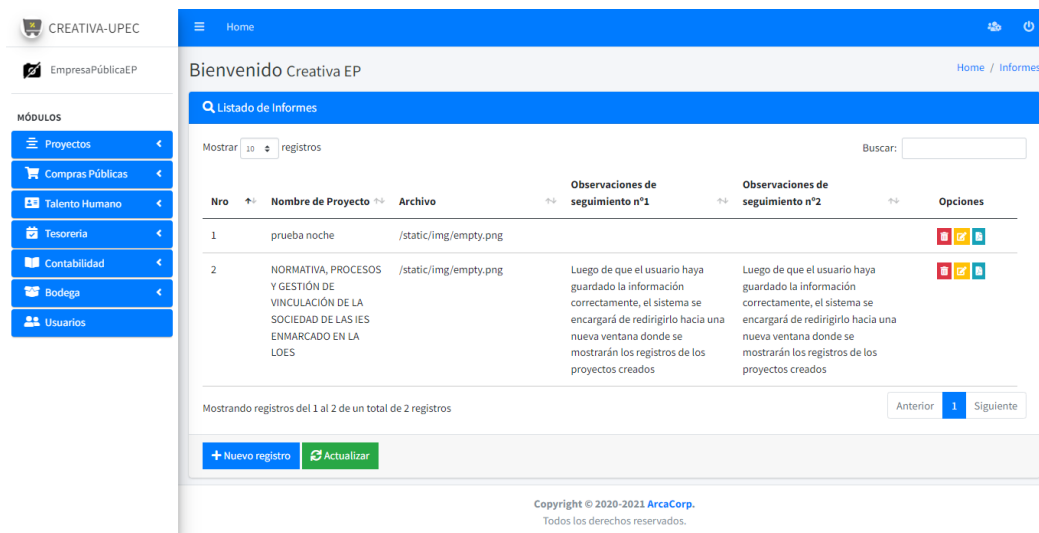 CREATIVA-UPEC
Home
EmpresaPúblicaEP
Bienvenido Creativa EP
Home / Informes
MÓDULOS
Proyectos
Compras Públicas
Talento Humano
Tesoreria
Contabilidad
Bodega
Usuarios
Listado de Informes
Mostrar 10 registros
Buscar:
Nro
Nombre de Proyecto
Archivo
Observaciones de
seguimiento nº1
Observaciones de
seguimiento nº2
Opciones
1
prueba noche
/static/img/empty.png
2
NORMATIVA, PROCESOS
Y GESTIÓN DE
VINCULACIÓN DE LA
SOCIEDAD DE LAS IES
ENMARCADO EN LA
LOES
/static/img/empty.png
Luego de que el usuario haya
guardado la información
correctamente, el sistema se
encargará de redirigirlo hacia una
nueva ventana donde se
mostrarán los registros de los
proyectos creados
Luego de que el usuario haya
guardado la información
correctamente, el sistema se
encargará de redirigirlo hacia una
nueva ventana donde se
mostrarán los registros de los
proyectos creados
Mostrando registros del 1 al 2 de un total de 2 registros
Anterior 1 Siguiente
Nuevo registro
Actualizar
Copyright © 2020-2021 ArcaCorp.
Todos los derechos reservados.